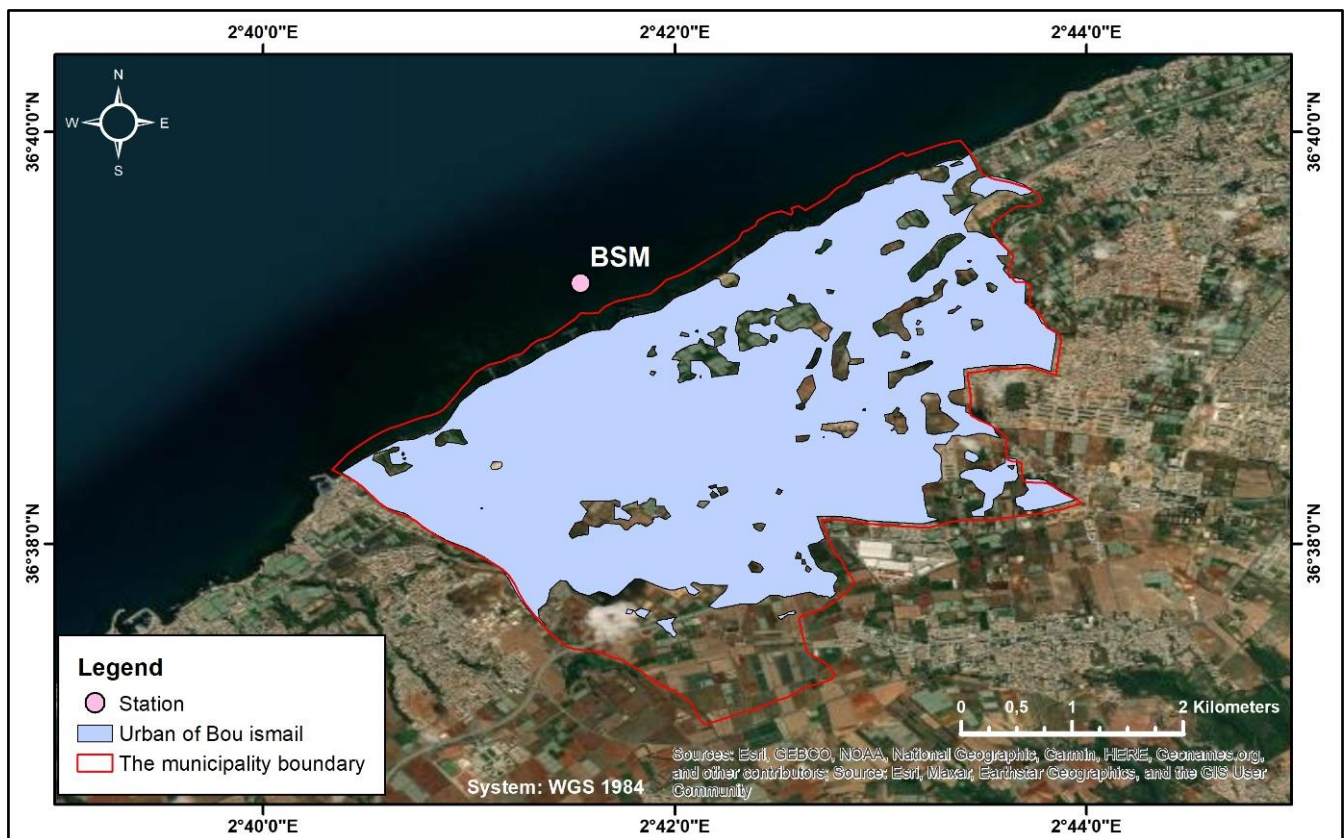 2°40'0"E 2°42'0"E 2°44'0"E
36°40'0"N 36°40'0"N
N
W E
S
BSM
36°38'0"N 36°38'0"N
Legend
Station
Urban of Bou ismail
The municipality boundary
0 0,5 1 2 Kilometers
Sources: Esri, GEBCO, NOAA, National Geographic, Garmin, HERE, Geonames.org,
and other contributors; Source: Esri, Maxar, Earthstar Geographics, and the GIS User
Community
System: WGS 1984
2°40'0"E 2°42'0"E 2°44'0"E